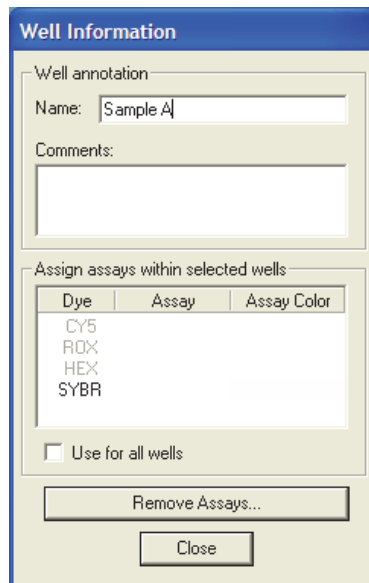 Well Information
Well annotation
Name: Sample A
Comments:
Assign assays within selected wells
Dye Assay Assay Color
CY5
ROX
HEX
SYBR
Use for all wells
Remove Assays...
Close